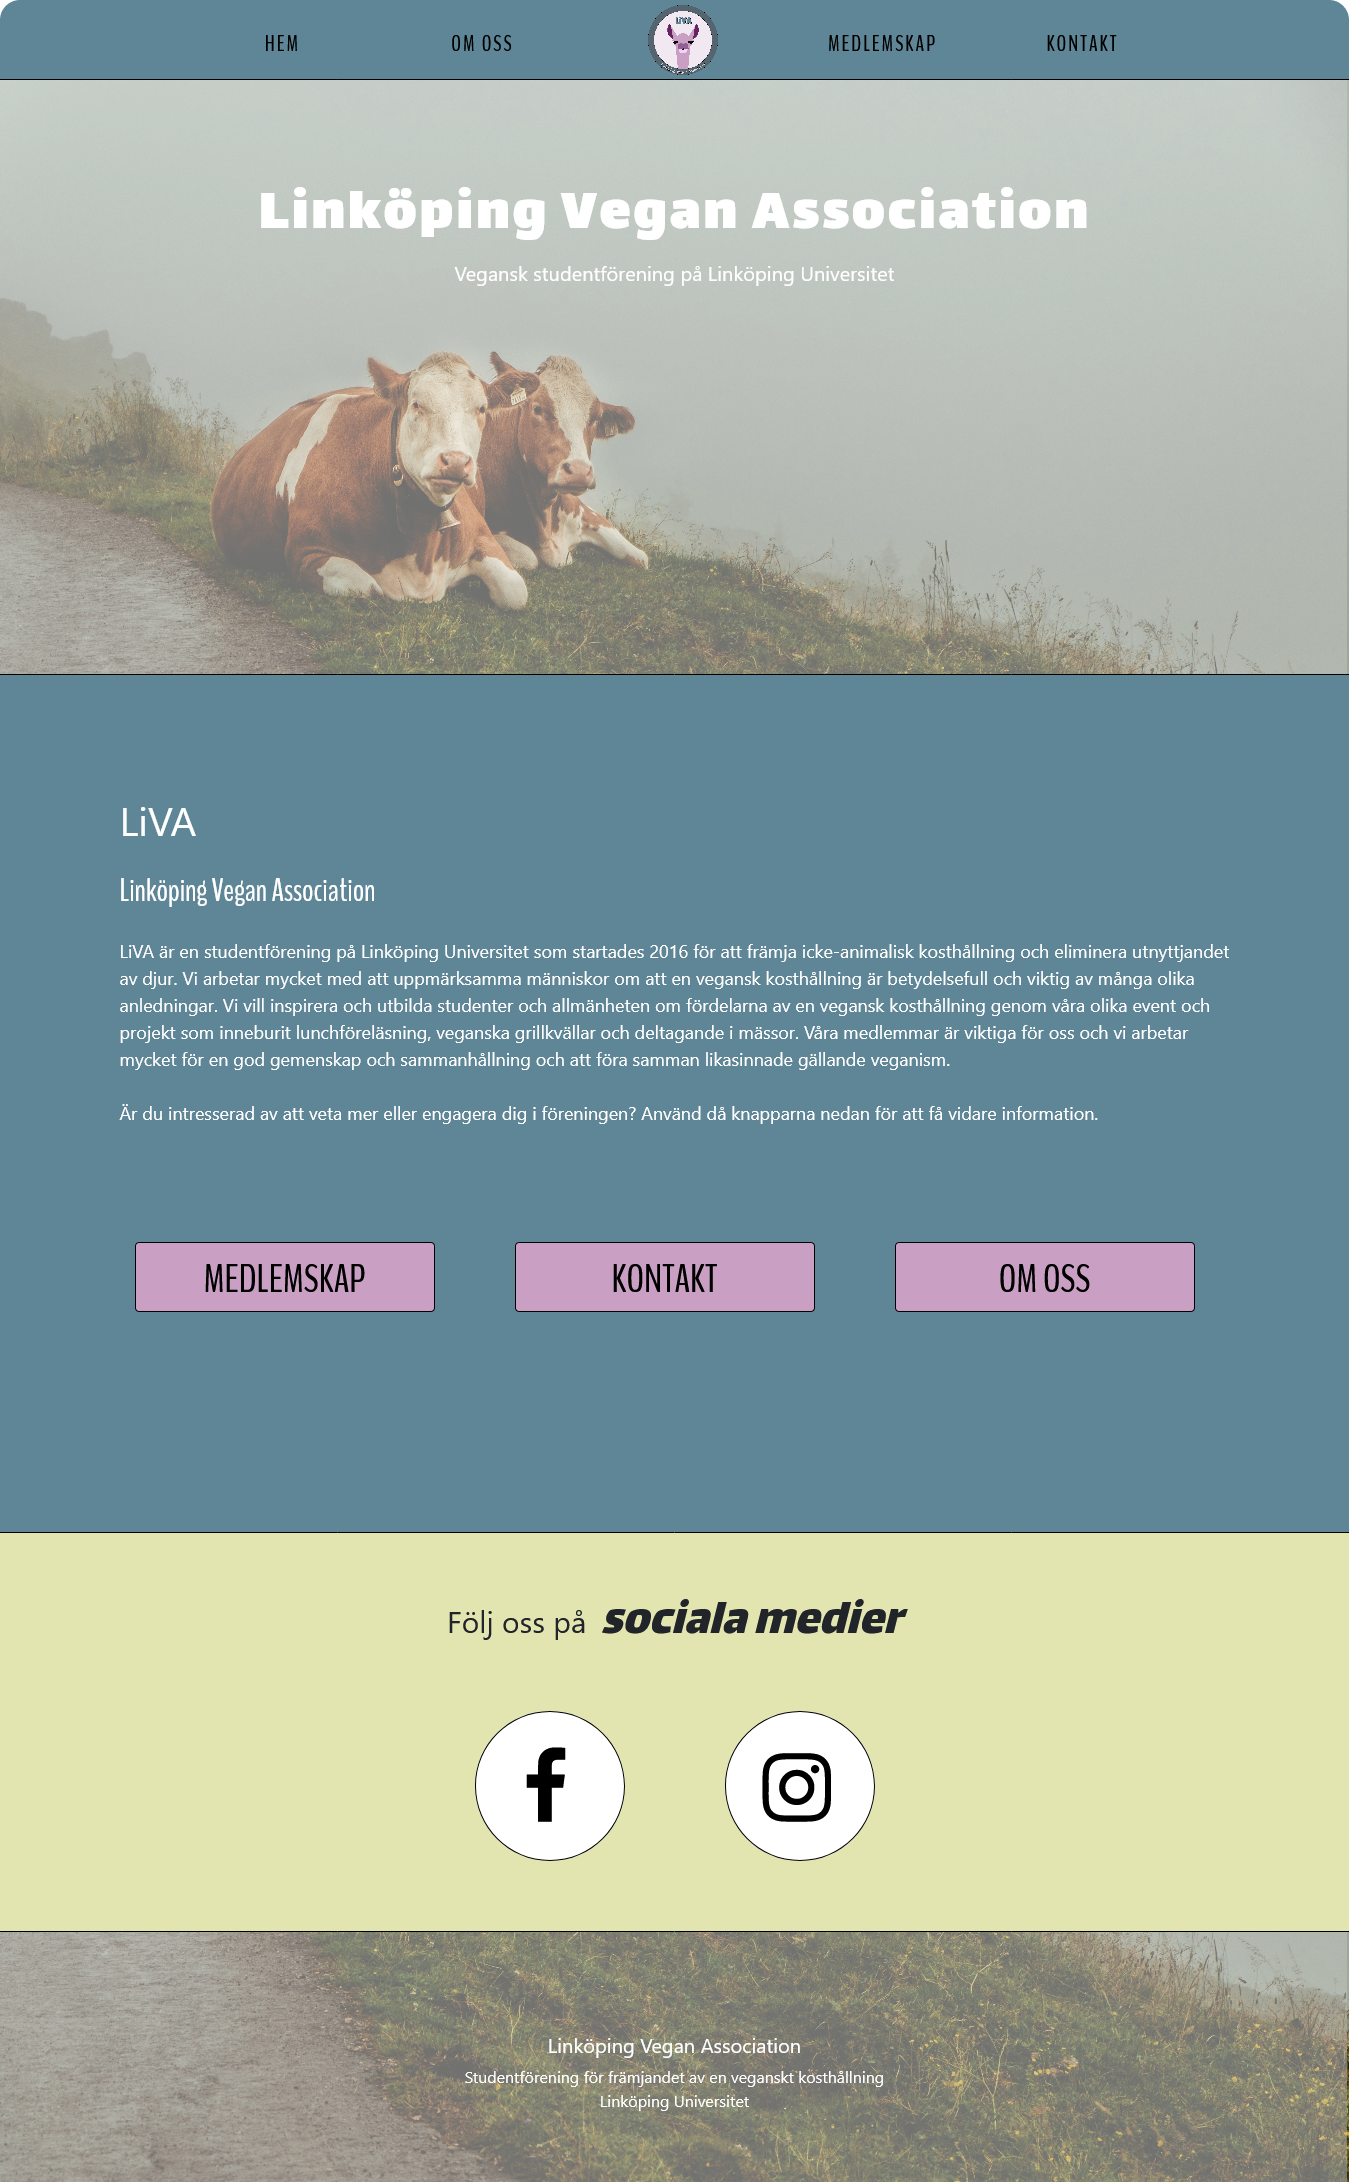 HEM
OM OSS
LiVA
MEDLEMSKAP
KONTAKT
Linköping Vegan Association
Vegansk studentförening på Linköping Universitet
LiVA
Linköping Vegan Association
LiVA är en studentförening på Linköping Universitet som startades 2016 för att främja icke-animalisk kosthållning och eliminera utnyttjandet
av djur. Vi arbetar mycket med att uppmärksamma människor om att en vegansk kosthållning är betydelsefull och viktig av många olika
anledningar. Vi vill inspirera och utbilda studenter och allmänheten om fördelarna av en vegansk kosthållning genom våra olika event och
projekt som inneburit lunchföreläsning, veganska grillkvällar och deltagande i mässor. Våra medlemmar är viktiga för oss och vi arbetar
mycket för en god gemenskap och sammanhållning och att föra samman likasinnade gällande veganism.
Är du intresserad av att veta mer eller engagera dig i föreningen? Använd då knapparna nedan för att få vidare information.
MEDLEMSKAP
KONTAKT
OM OSS
Följ oss på sociala medier
Linköping Vegan Association
Studentförening för främjandet av en veganskt kosthållning
Linköping Universitet